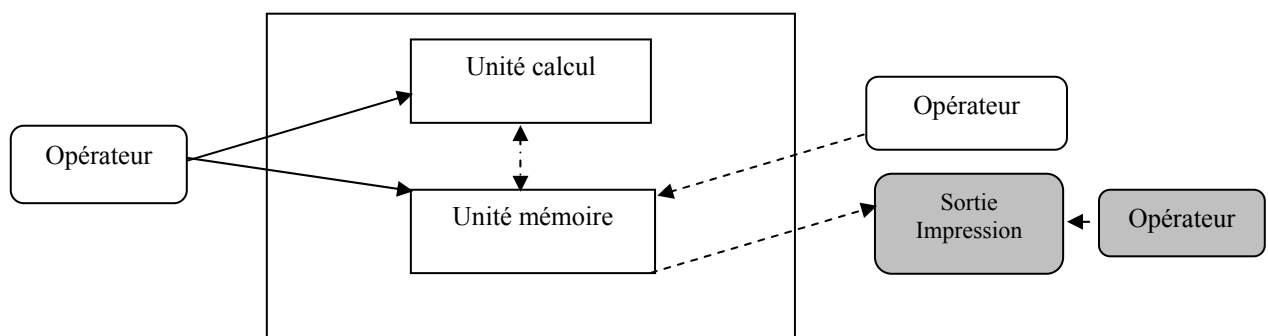 Unité calcul
Opérateur
Opérateur
Unité mémoire
Sortie
Impression
Opérateur